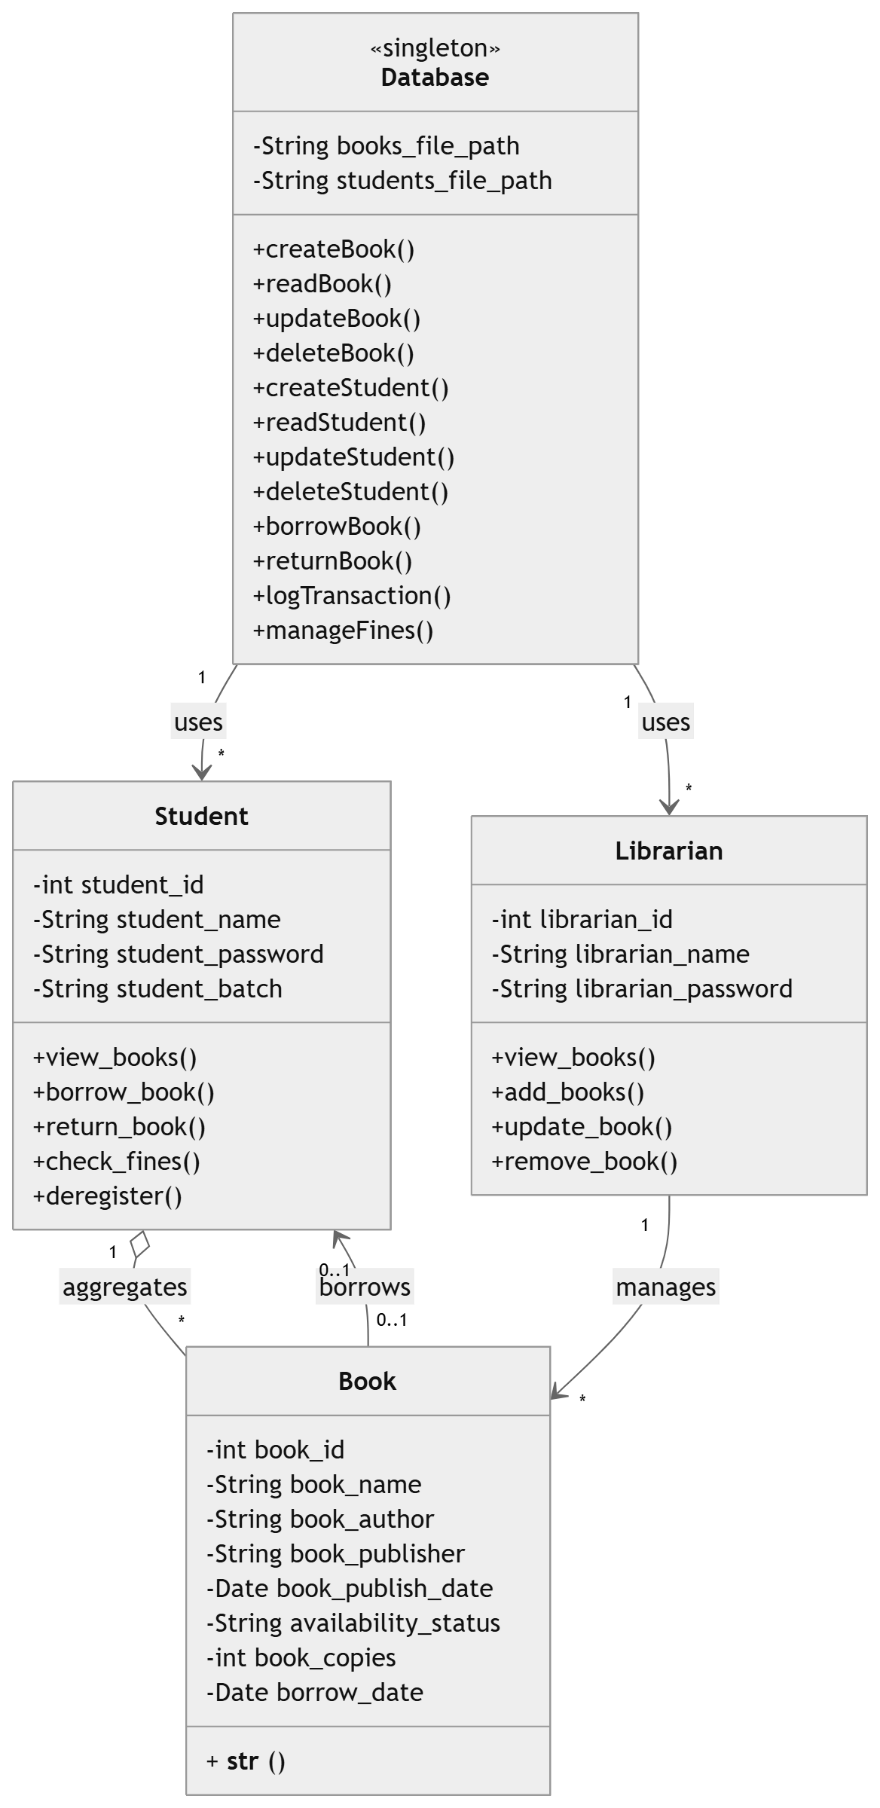 «singleton»
Database
-String books_file_path
-String students_file_path
+createBook()
+readBook()
+updateBook()
+deleteBook()
+createStudent()
+readStudent()
+updateStudent()
+deleteStudent()
+borrowBook()
+returnBook()
+logTransaction()
+manageFines()
1
uses
*
1
uses
*
Student
-int student_id
-String student_name
-String student_password
-String student_batch
+view_books()
+borrow_book()
+return_book()
+check_fines()
+deregister()
Librarian
-int librarian_id
-String librarian_name
-String librarian_password
+view_books()
+add_books()
+update_book()
+remove_book()
1
aggregates
*
0..1
borrows
0..1
1
manages
*
Book
-int book_id
-String book_name
-String book_author
-String book_publisher
-Date book_publish_date
-String availability_status
-int book_copies
-Date borrow_date
+ str ()